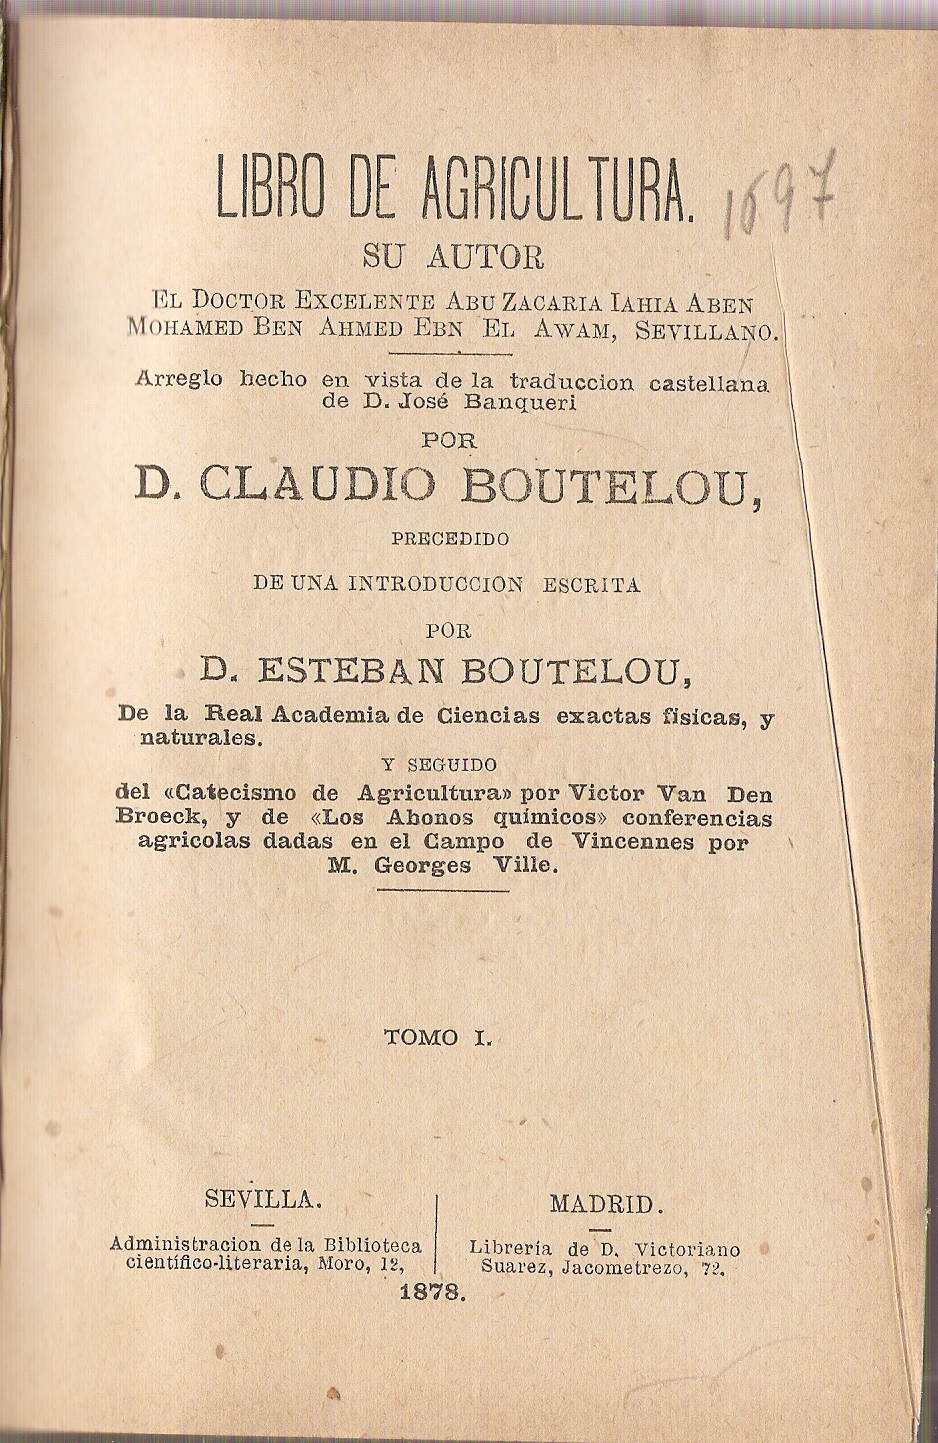 LIBRO DE AGRICULTURA.
1697
SU AUTOR
EL DOCTOR EXCELENTE ABU ZACARIA IAHIA ABEN
MOHAMED BEN AHMED EBN EL AWAM, SEVILLANO.
Arreglo hecho en vista de la traduccion castellana
de D. José Banqueri
POR
D. CLAUDIO BOUTELOU,
PRECEDIDO
DE UNA INTRODUCCION ESCRITA
POR
D. ESTEBAN BOUTELOU,
De la Real Academia de Ciencias exactas físicas, y
naturales.
Y SEGUIDO
del «Catecismo de Agricultura» por Victor Van Den
Broeck, y de «Los Abonos químicos» conferencias
agricolas dadas en el Campo de Vincennes por
M. Georges Ville.
TOMO I.
SEVILLA.
Administracion de la Biblioteca
científico-literaria, Moro, 12,
MADRID.
Librería de D. Victoriano
Suarez, Jacometrezo, 72.
1878.